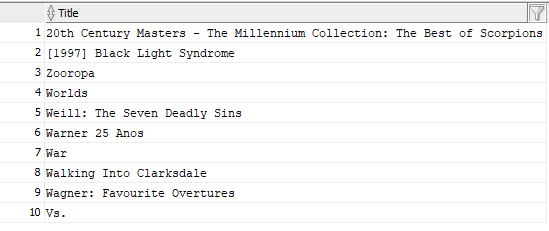 Title
1 20th Century Masters - The Millennium Collection: The Best of Scorpions
2 [1997] Black Light Syndrome
3 Zooropa
4 Worlds
5 Weill: The Seven Deadly Sins
6 Warner 25 Anos
7 War
8 Walking Into Clarksdale
9 Wagner: Favourite Overtures
10 Vs.